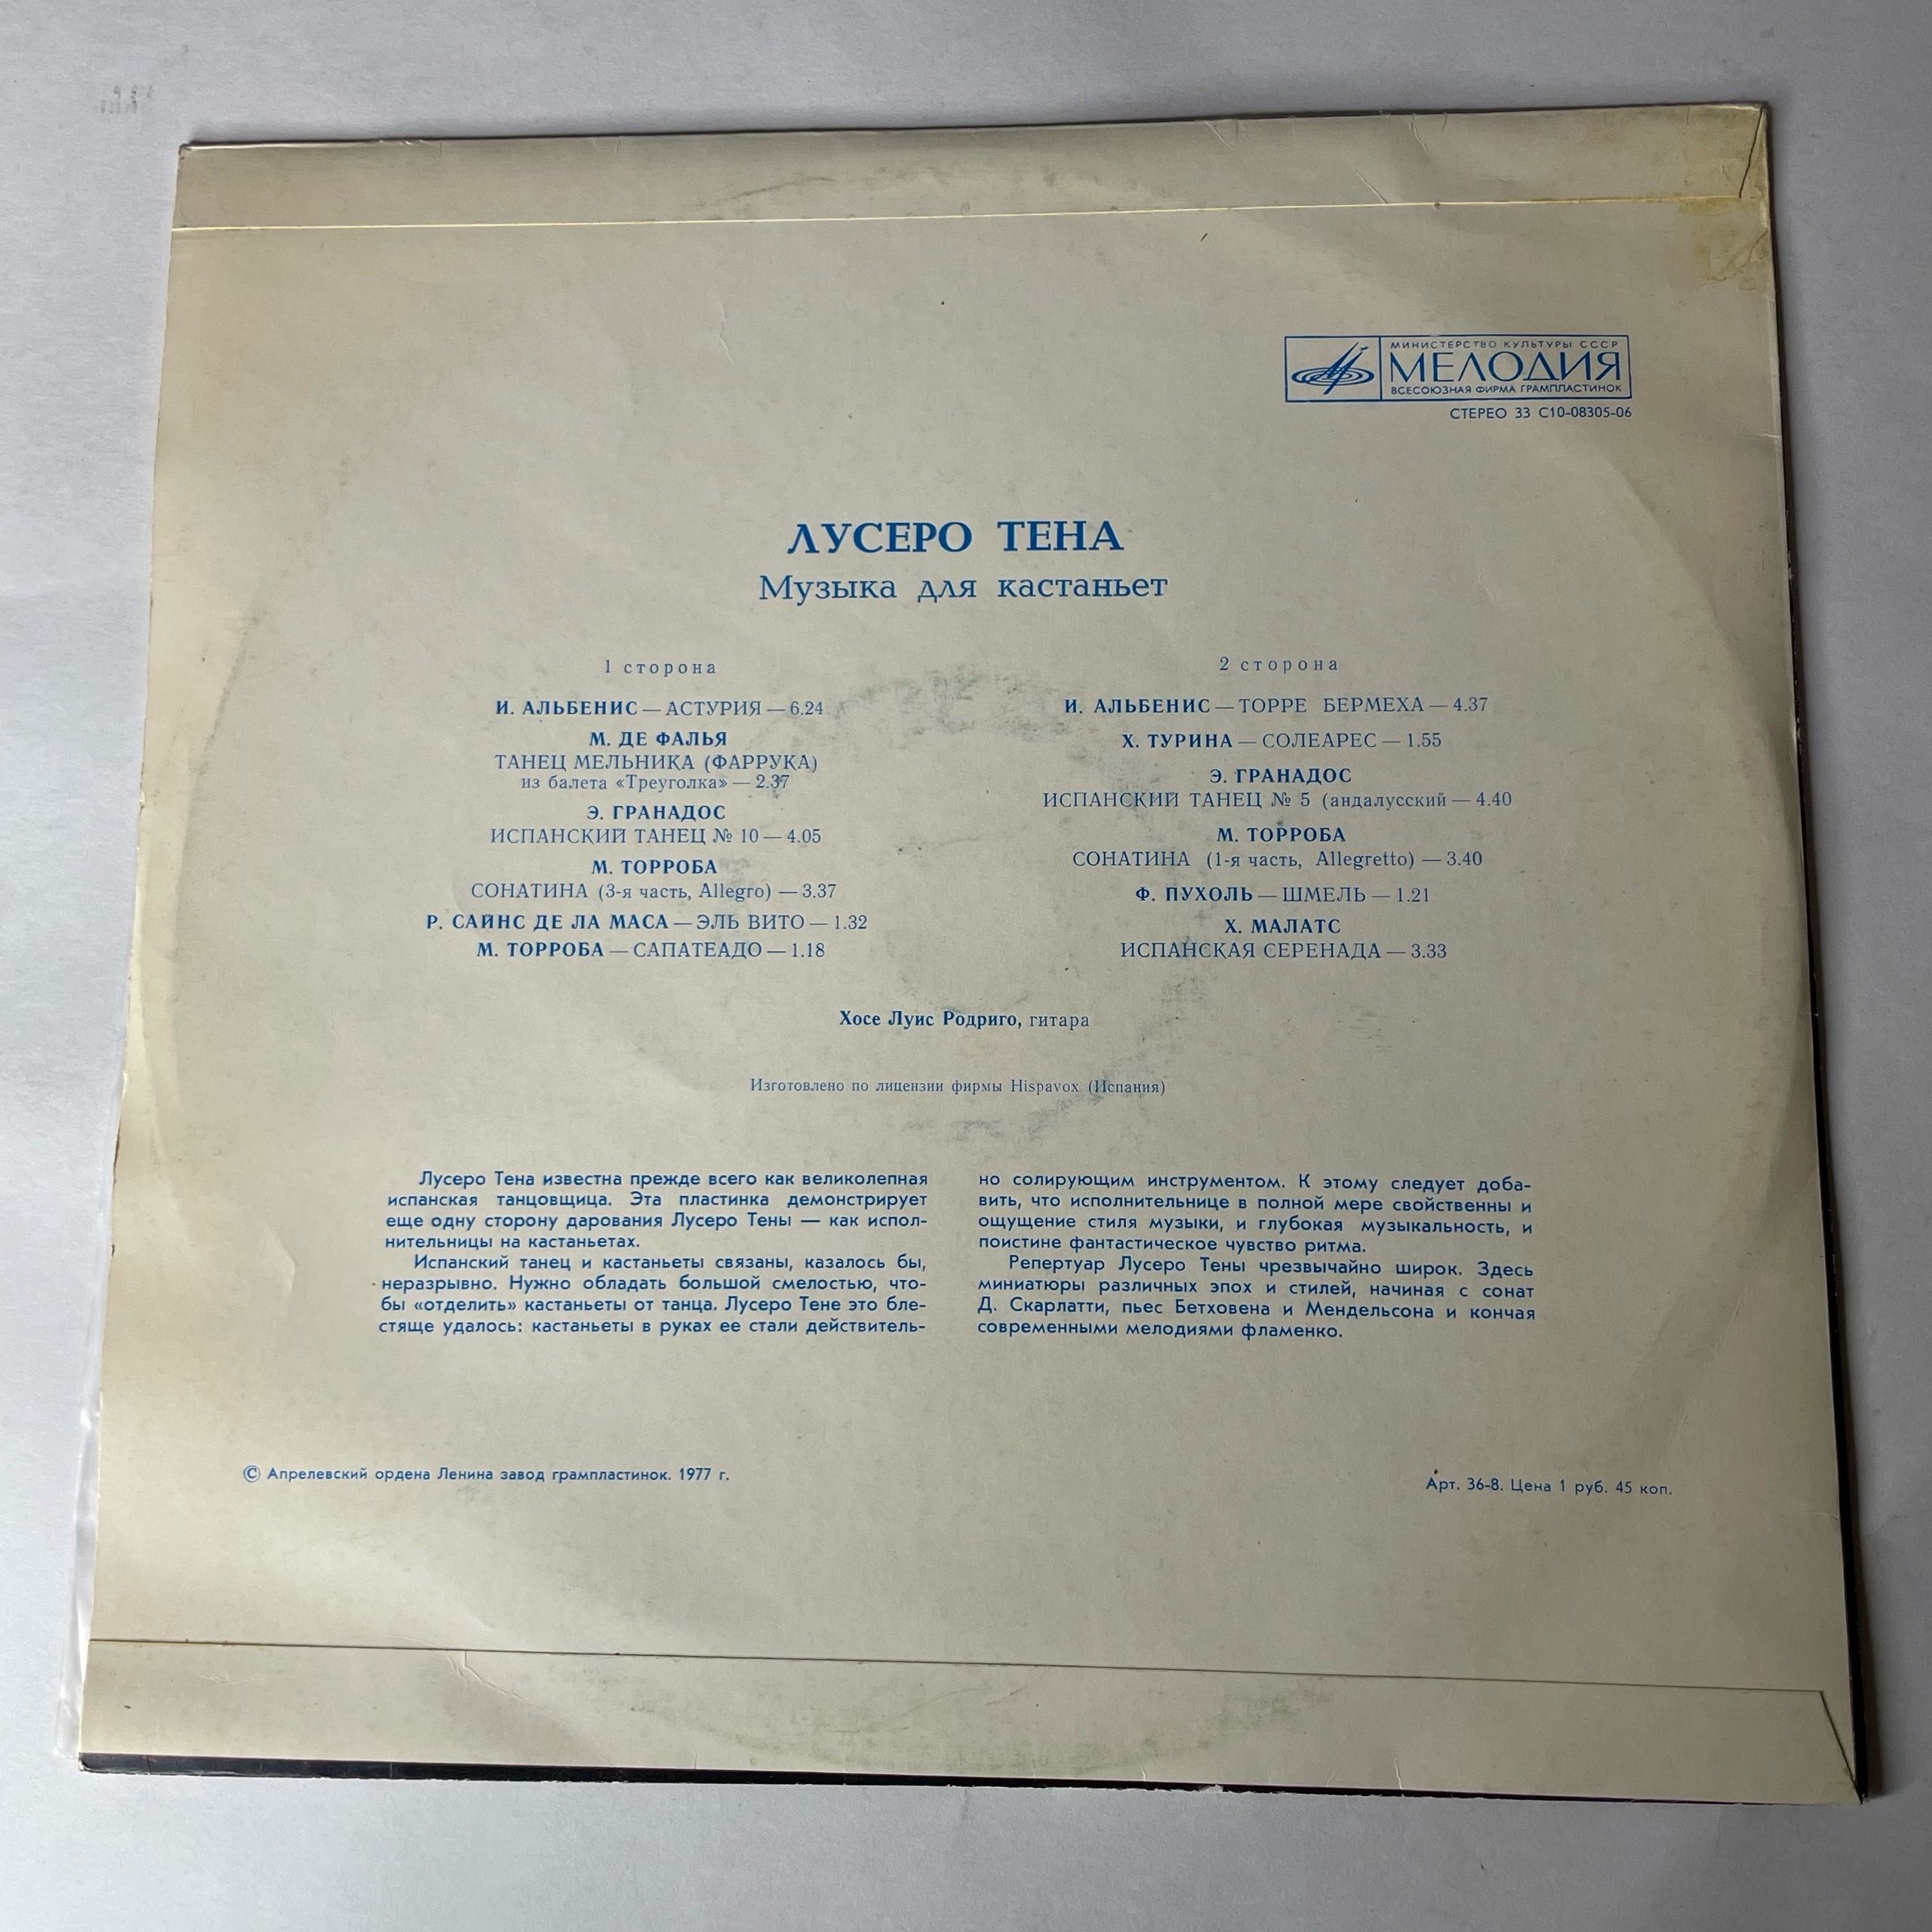 МИНИСТЕРСТВО КУЛЬТУРЫ СССР
МЕЛОДИЯ
ВСЕСОЮЗНАЯ ФИРМА ГРАМПЛАСТИНОК
СТЕРЕО 33 С10-08305-06
ЛУСЕРО ТЕНА
Музыка для кастаньет
1 сторона
И. АЛЬБЕНИС — АСТУРИЯ — 6.24
М. ДЕ ФАЛЬЯ
ТАНЕЦ МЕЛЬНИКА (ФАРРУКА)
из балета «Треуголка» — 2.37
Э. ГРАНАДОС
ИСПАНСКИЙ ТАНЕЦ № 10 — 4.05
М. ТОРРОБА
СОНАТИНА (3-я часть, Allegro) — 3.37
Р. САЙНС ДЕ ЛА МАСА — ЭЛЬ ВИТО — 1.32
М. ТОРРОБА — САПАТЕАДО — 1.18
2 сторона
И. АЛЬБЕНИС — ТОРРЕ БЕРМЕХА — 4.37
Х. ТУРИНА — СОЛЕАРЕС — 1.55
Э. ГРАНАДОС
ИСПАНСКИЙ ТАНЕЦ № 5 (андалусский — 4.40
М. ТОРРОБА
СОНАТИНА (1-я часть, Allegretto) — 3.40
Ф. ПУХОЛЬ — ШМЕЛЬ — 1.21
Х. МАЛАТС
ИСПАНСКАЯ СЕРЕНАДА — 3.33
Хосе Луис Родриго, гитара
Изготовлено по лицензии фирмы Hispavox (Испания)
Лусеро Тена известна прежде всего как великолепная
испанская танцовщица. Эта пластинка демонстрирует
еще одну сторону дарования Лусеро Тены — как испол-
нительницы на кастаньетах.
Испанский танец и кастаньеты связаны, казалось бы,
неразрывно. Нужно обладать большой смелостью, что-
бы «отделить» кастаньеты от танца. Лусеро Тене это бле-
стяще удалось: кастаньеты в руках ее стали действитель-
но солирующим инструментом. К этому следует доба-
вить, что исполнительнице в полной мере свойственны и
ощущение стиля музыки, и глубокая музыкальность, и
поистине фантастическое чувство ритма.
Репертуар Лусеро Тены чрезвычайно широк. Здесь
миниатюры различных эпох и стилей, начиная с сонат
Д. Скарлатти, пьес Бетховена и Мендельсона и кончая
современными мелодиями фламенко.
© Апрелевский ордена Ленина завод грампластинок. 1977 г.
Арт. 36-8. Цена 1 руб. 45 коп.